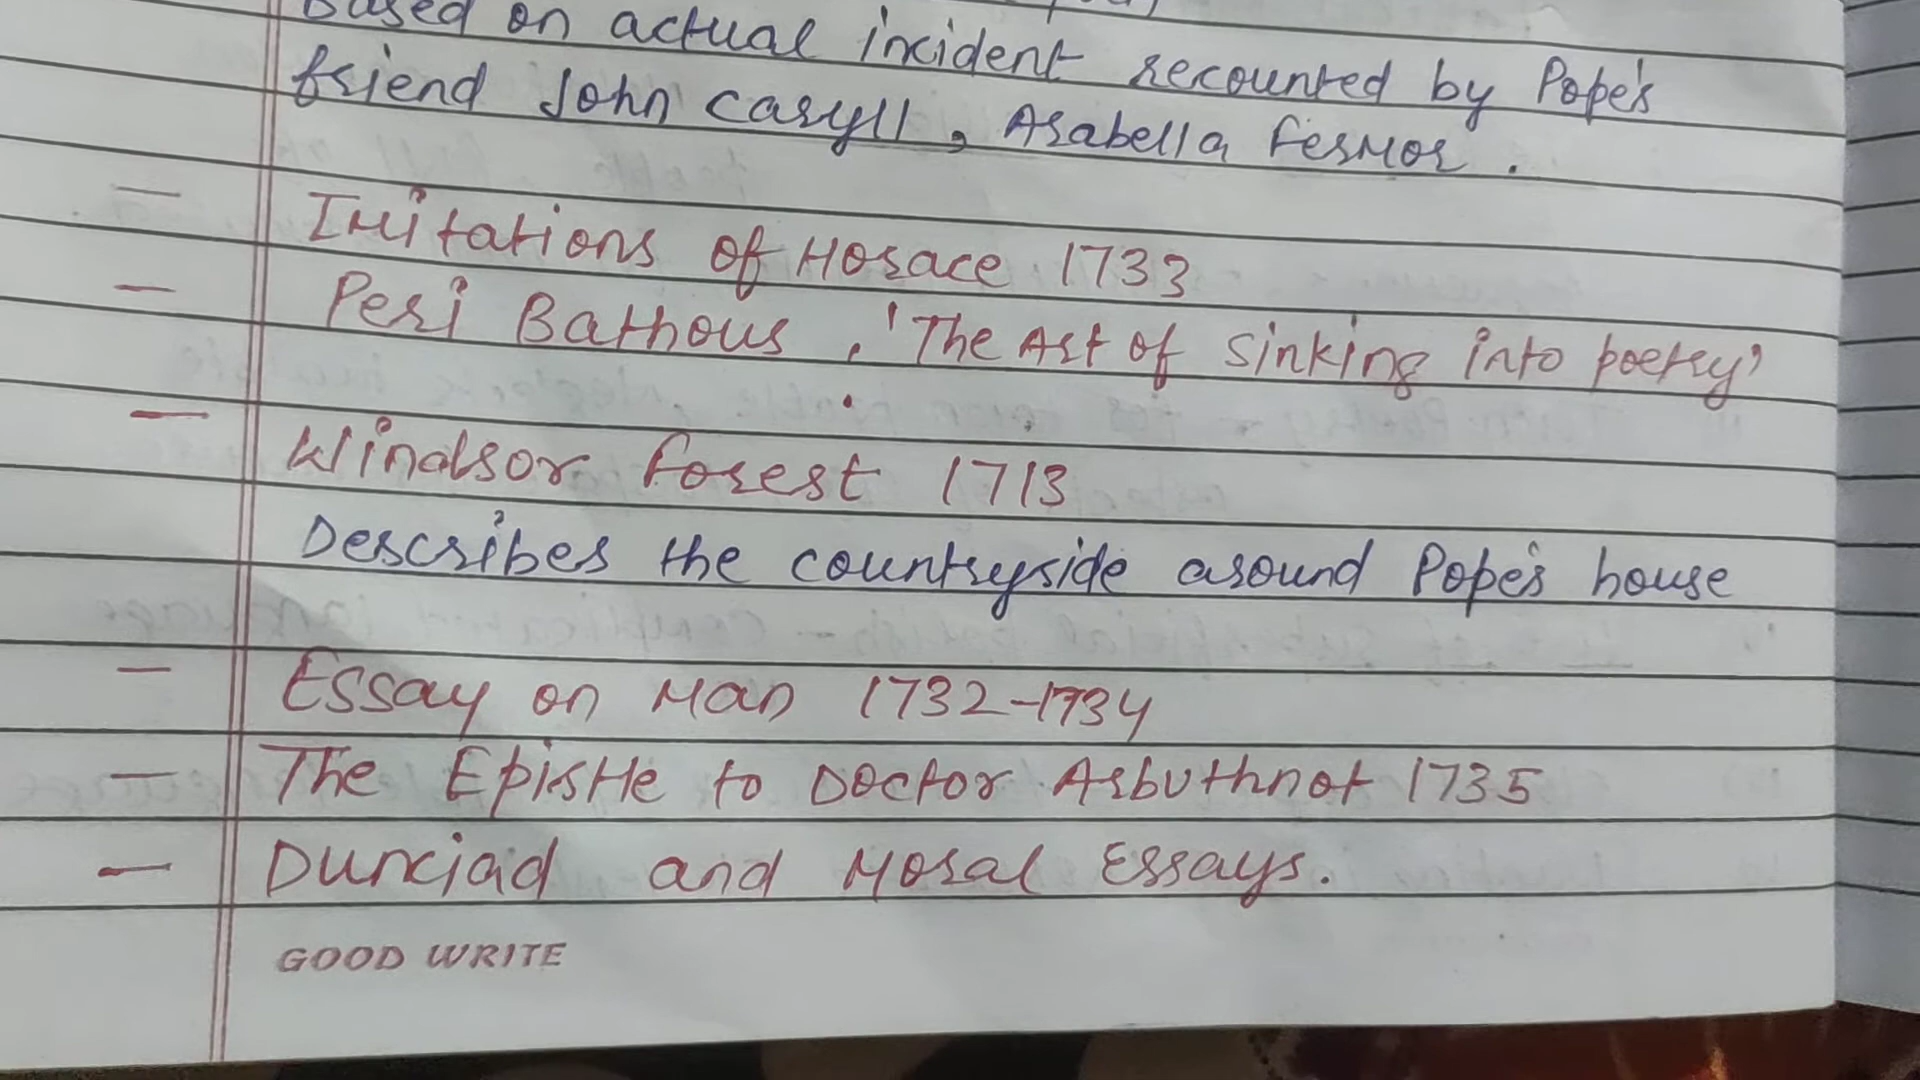 Based on actual incident recounted by Pope's
friend John Caryll, Arabella Fermor.
Imitations of Horace 1733
Peri Bathous, 'The Art of Sinking into poetry'
Windsor Forest 1713
Describes the countryside around Pope's house
Essay on Man 1732-1734
The Epistle to Doctor Arbuthnot 1735
Dunciad and Moral Essays.
GOOD WRITE